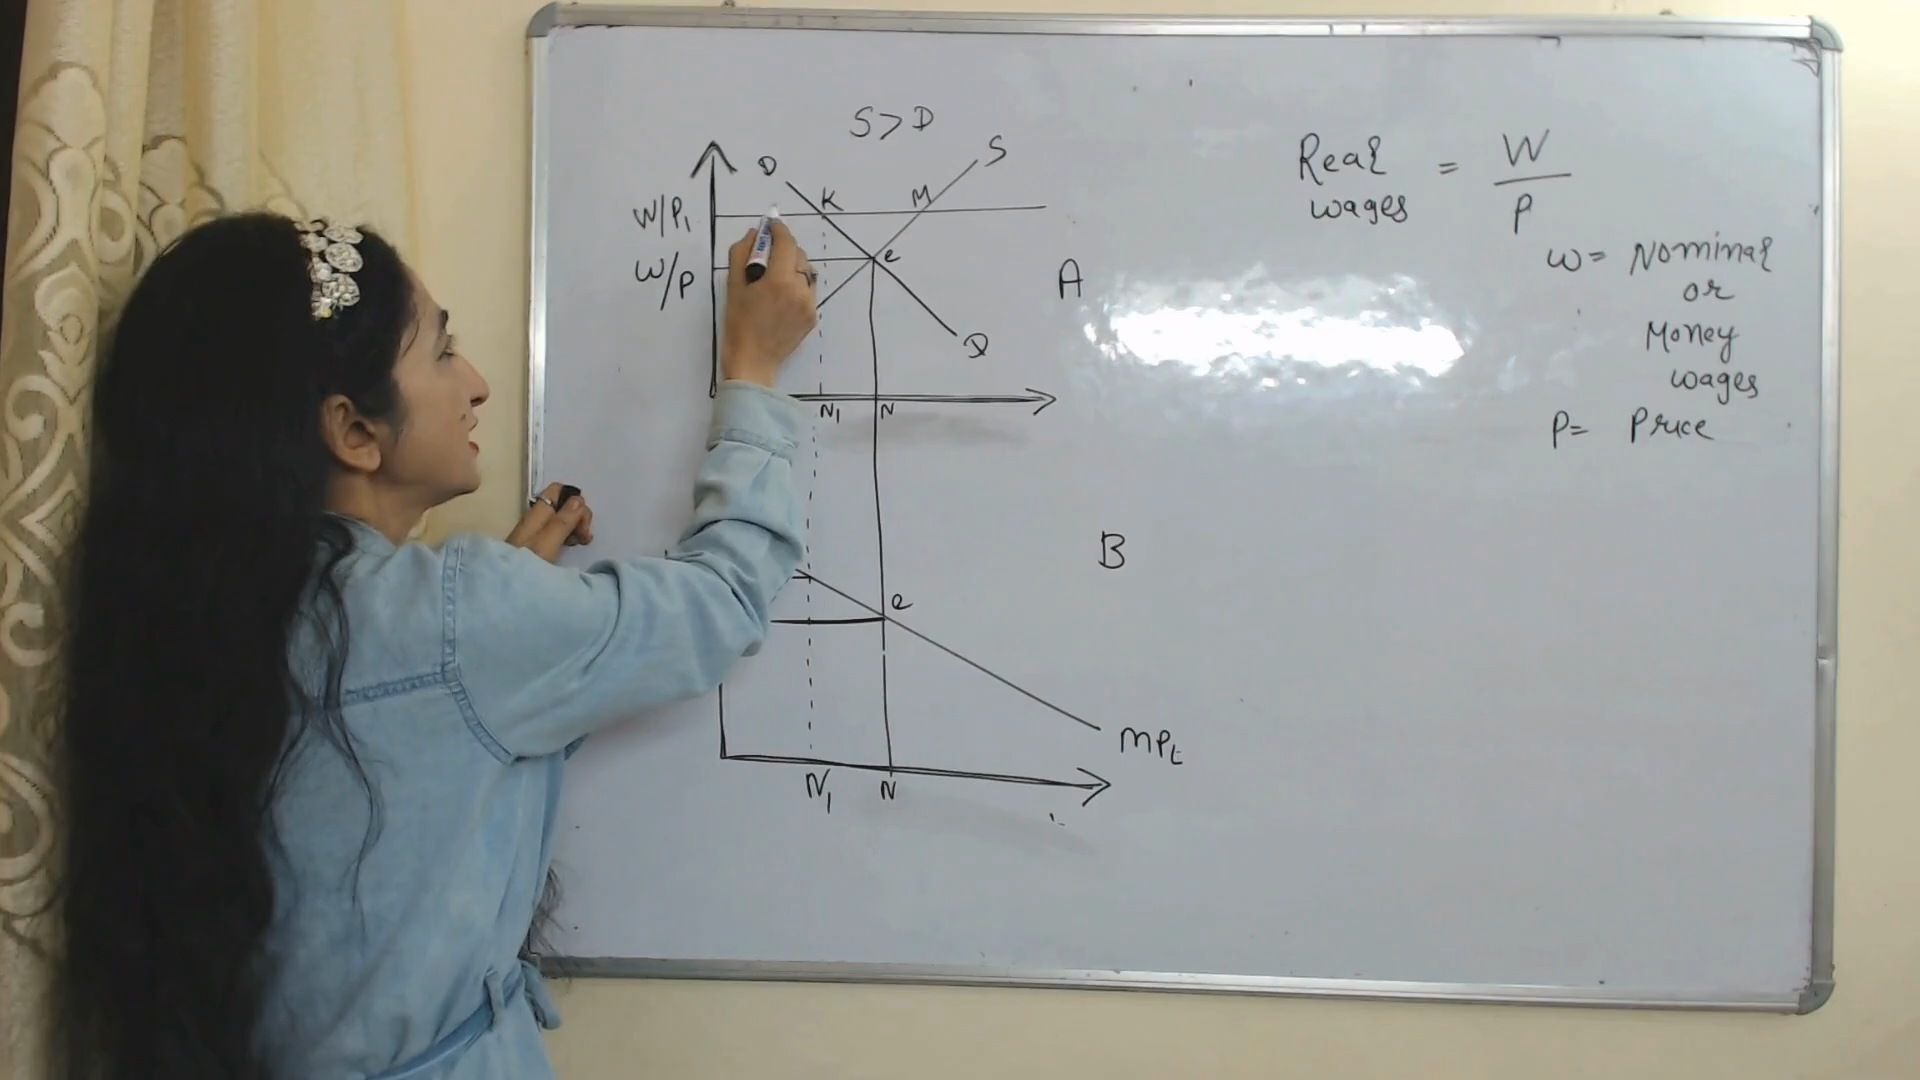 S>D
D
S
K
M
W/P₁
e
W/P
A
D
N₁
N
B
e
MPL
N₁
N
Real wages = W/P
W = Nominal
or
Money
wages
P = Price